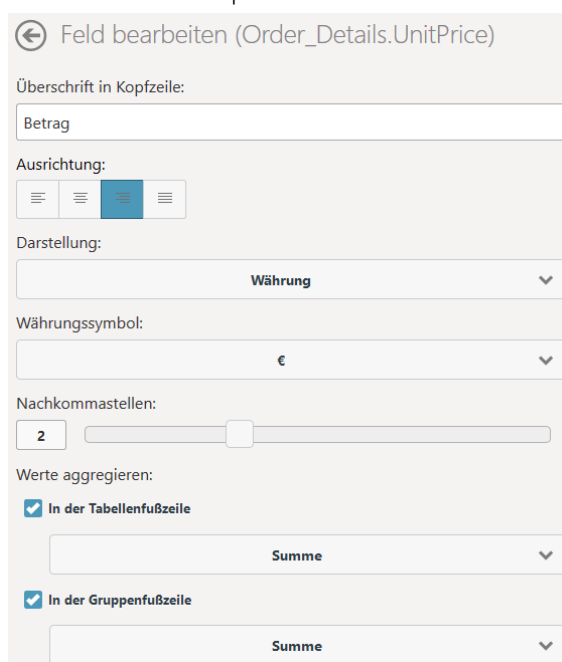 Feld bearbeiten (Order_Details.UnitPrice)
Überschrift in Kopfzeile:
Betrag
Ausrichtung:
Darstellung:
Währung
Währungssymbol:
€
Nachkommastellen:
2
Werte aggregieren:
In der Tabellenfußzeile
Summe
In der Gruppenfußzeile
Summe